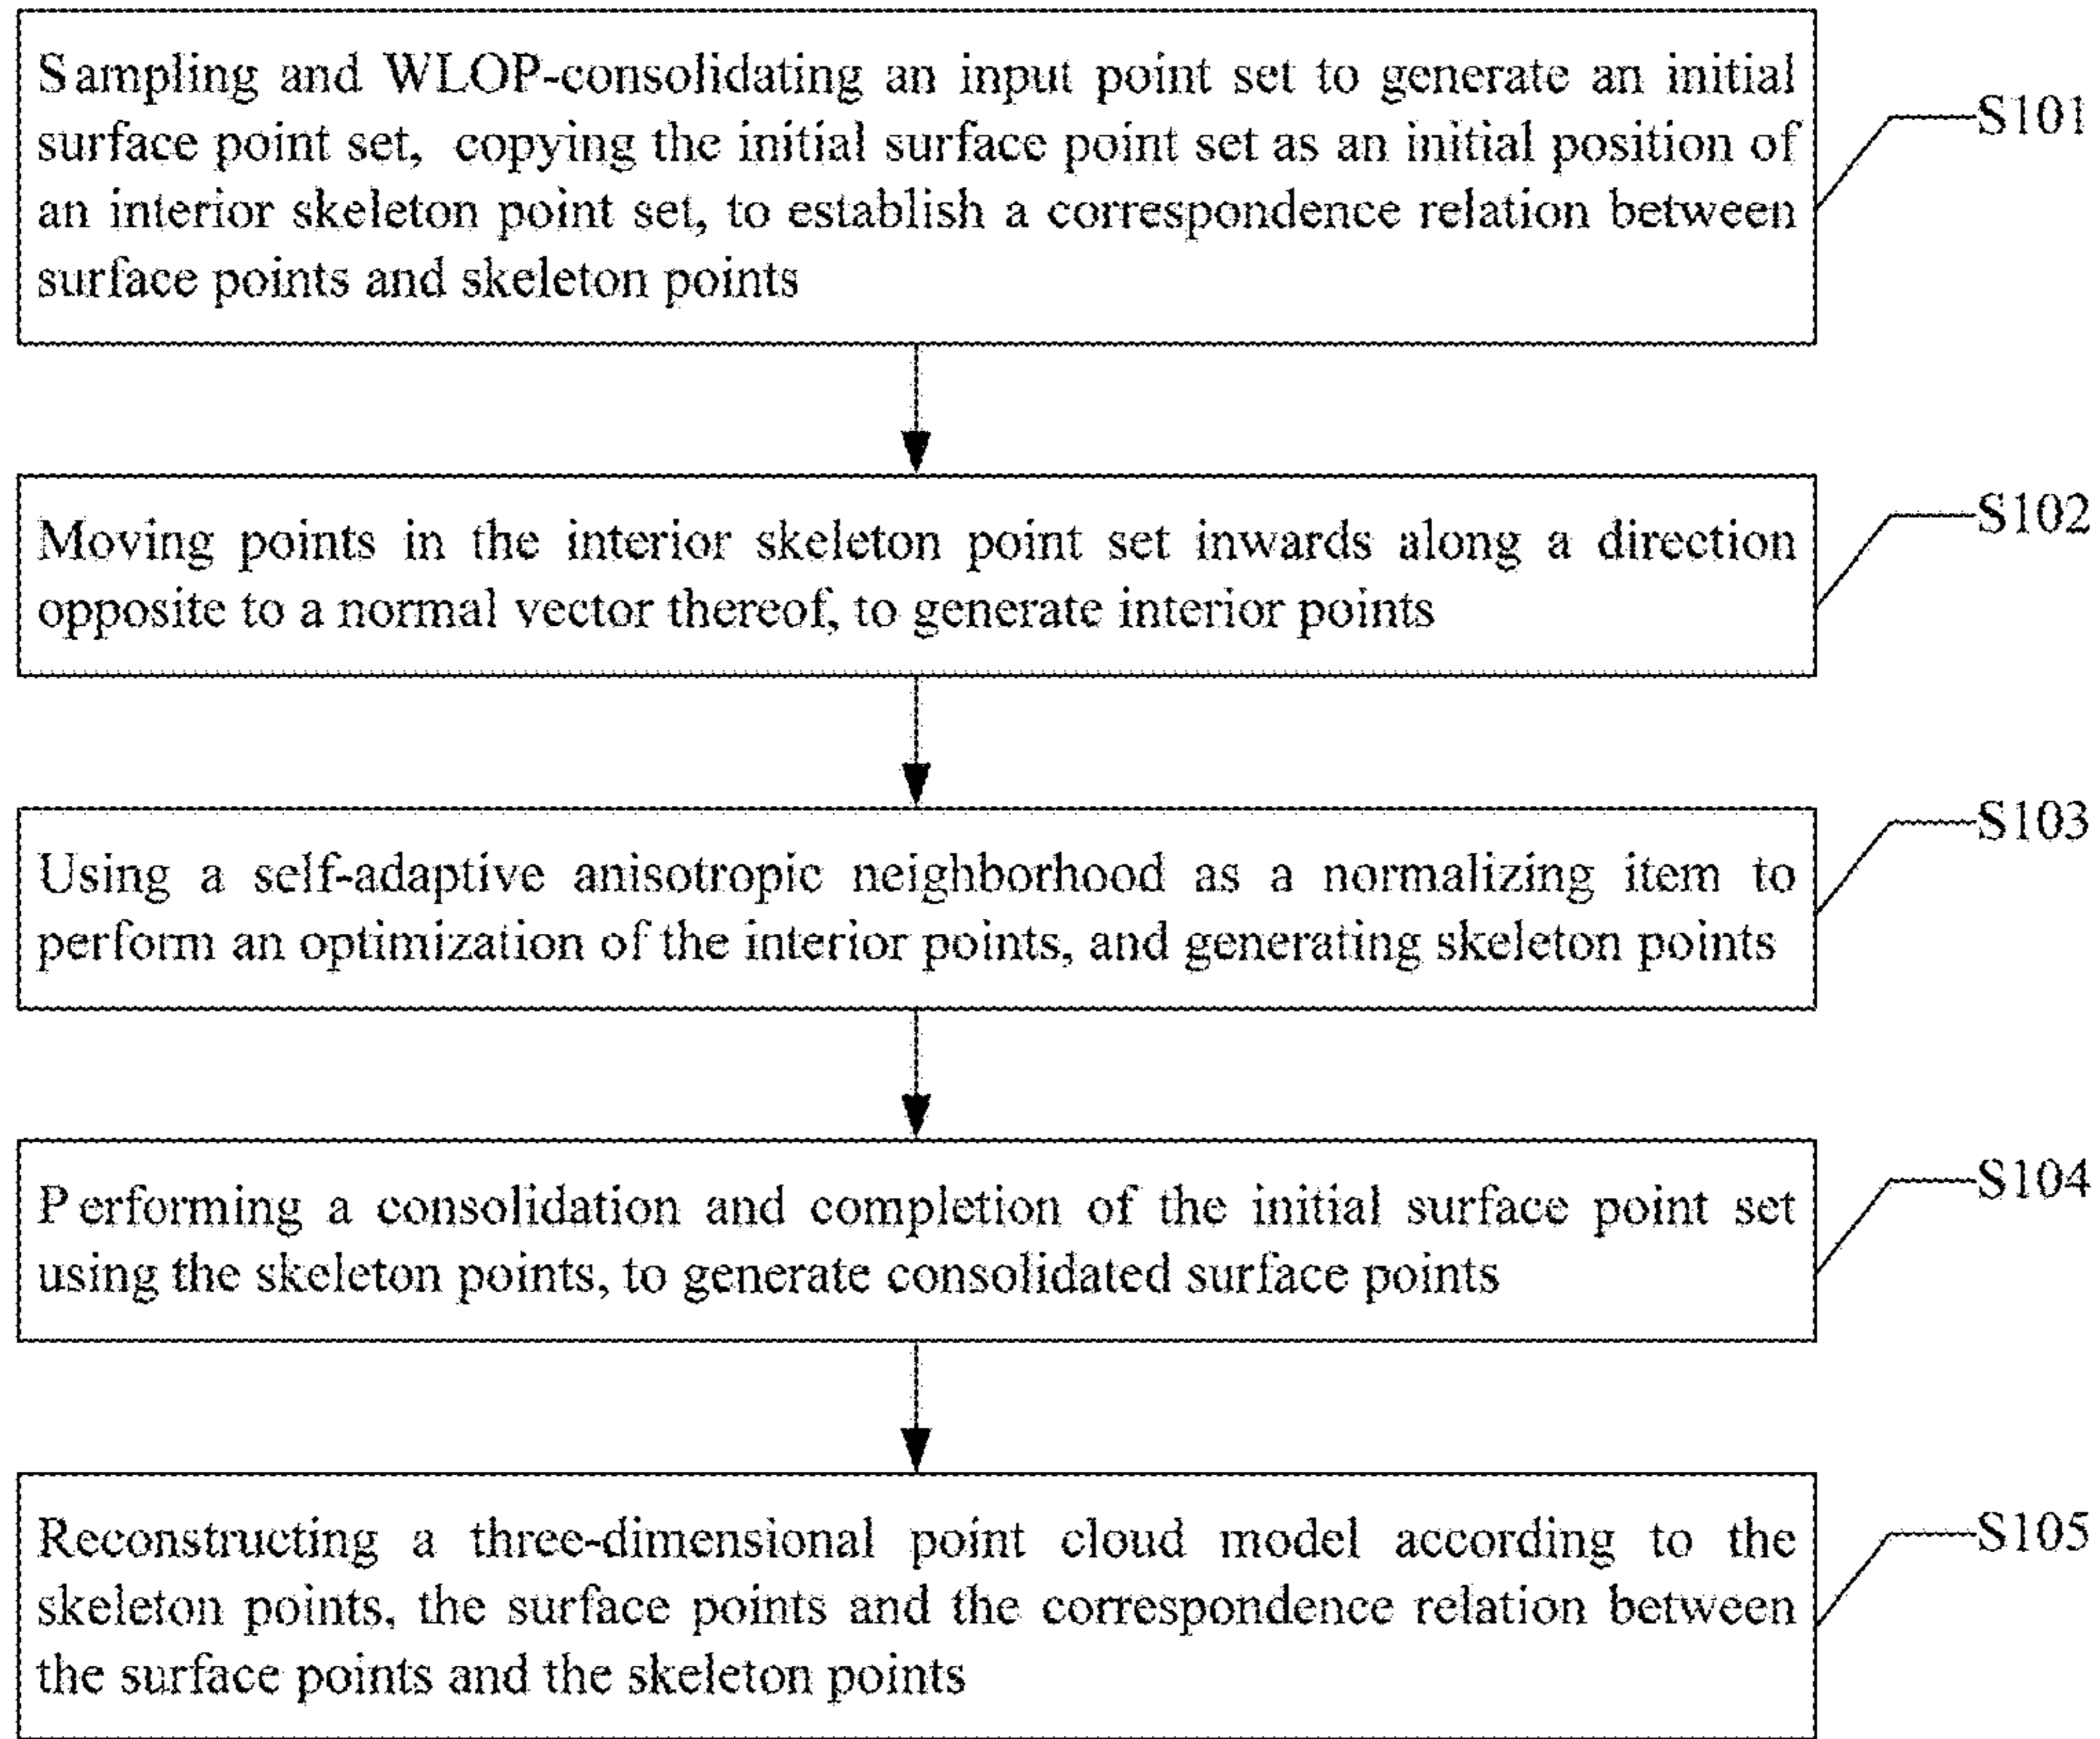 Sampling and WLOP-consolidating an input point set to generate an initial
surface point set, copying the initial surface point set as an initial position of
an interior skeleton point set, to establish a correspondence relation between
surface points and skeleton points
S101
Moving points in the interior skeleton point set inwards along a direction
opposite to a normal vector thereof, to generate interior points
S102
Using a self-adaptive anisotropic neighborhood as a normalizing item to
perform an optimization of the interior points, and generating skeleton points
S103
Performing a consolidation and completion of the initial surface point set
using the skeleton points, to generate consolidated surface points
S104
Reconstructing a three-dimensional point cloud model according to the
skeleton points, the surface points and the correspondence relation between
the surface points and the skeleton points
S105